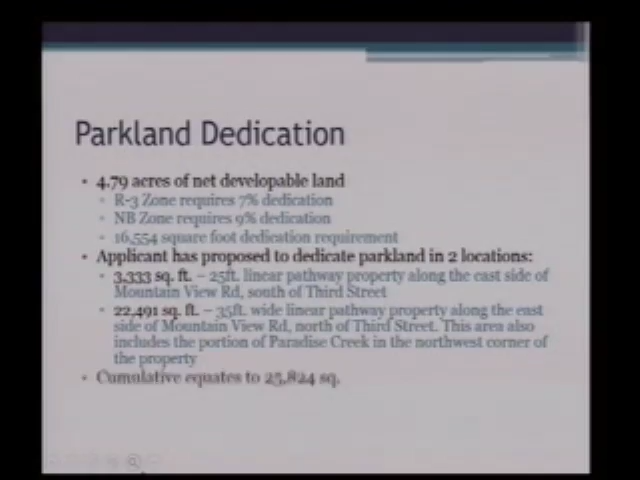 Parkland Dedication
• 4.79 acres of net developable land
▫ R-3 Zone requires 7% dedication
▫ NB Zone requires 9% dedication
▫ 16,554 square foot dedication requirement
• Applicant has proposed to dedicate parkland in 2 locations:
▫ 3,333 sq. ft. – 25ft. linear pathway property along the east side of
Mountain View Rd, south of Third Street
▫ 22,491 sq. ft. – 35ft. wide linear pathway property along the east
side of Mountain View Rd, north of Third Street. This area also
includes the portion of Paradise Creek in the northwest corner of
the property
• Cumulative equates to 25,824 sq.